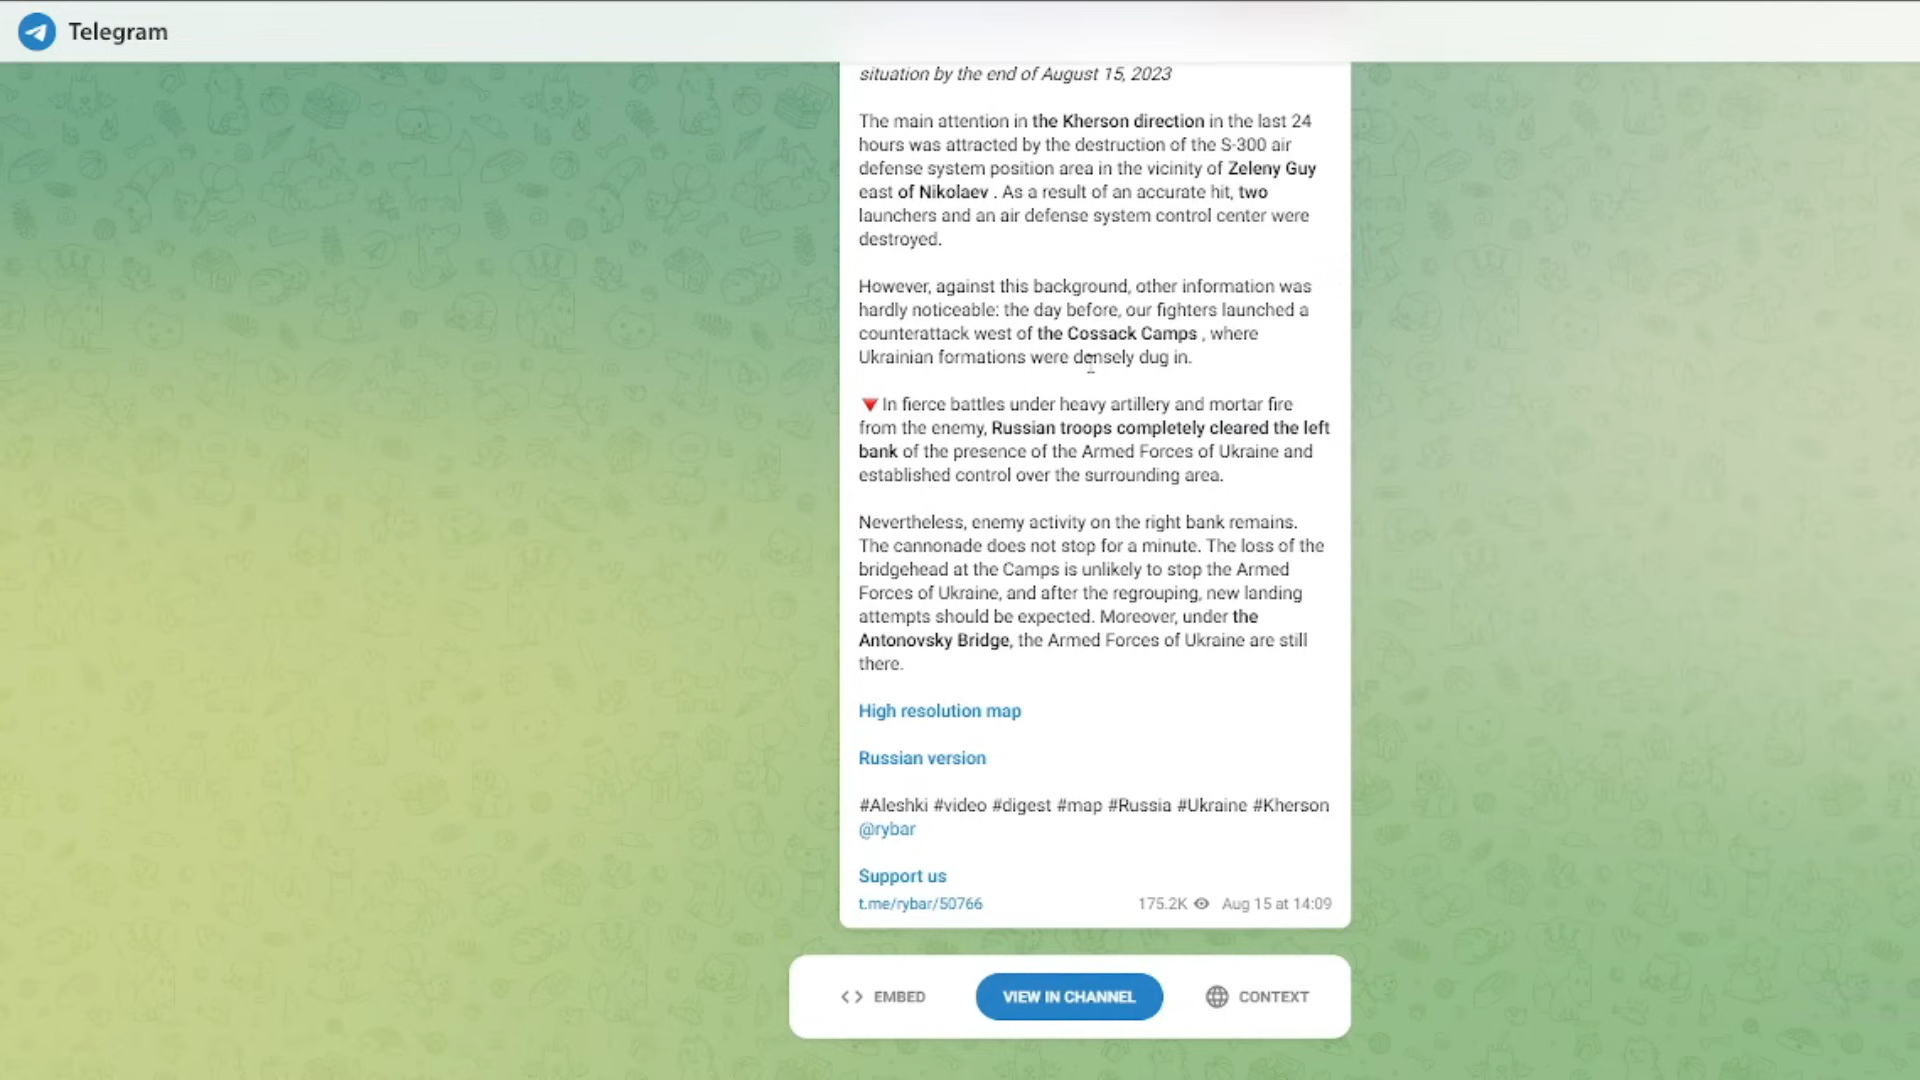 Telegram
situation by the end of August 15, 2023
The main attention in the Kherson direction in the last 24
hours was attracted by the destruction of the S-300 air
defense system position area in the vicinity of Zeleny Guy
east of Nikolaev . As a result of an accurate hit, two
launchers and an air defense system control center were
destroyed.
However, against this background, other information was
hardly noticeable: the day before, our fighters launched a
counterattack west of the Cossack Camps , where
Ukrainian formations were densely dug in.
In fierce battles under heavy artillery and mortar fire
from the enemy, Russian troops completely cleared the left
bank of the presence of the Armed Forces of Ukraine and
established control over the surrounding area.
Nevertheless, enemy activity on the right bank remains.
The cannonade does not stop for a minute. The loss of the
bridgehead at the Camps is unlikely to stop the Armed
Forces of Ukraine, and after the regrouping, new landing
attempts should be expected. Moreover, under the
Antonovsky Bridge, the Armed Forces of Ukraine are still
there.
High resolution map
Russian version
#Aleshki #video #digest #map #Russia #Ukraine #Kherson
@rybar
Support us
t.me/rybar/50766 175.2K Aug 15 at 14:09
EMBED VIEW IN CHANNEL CONTEXT